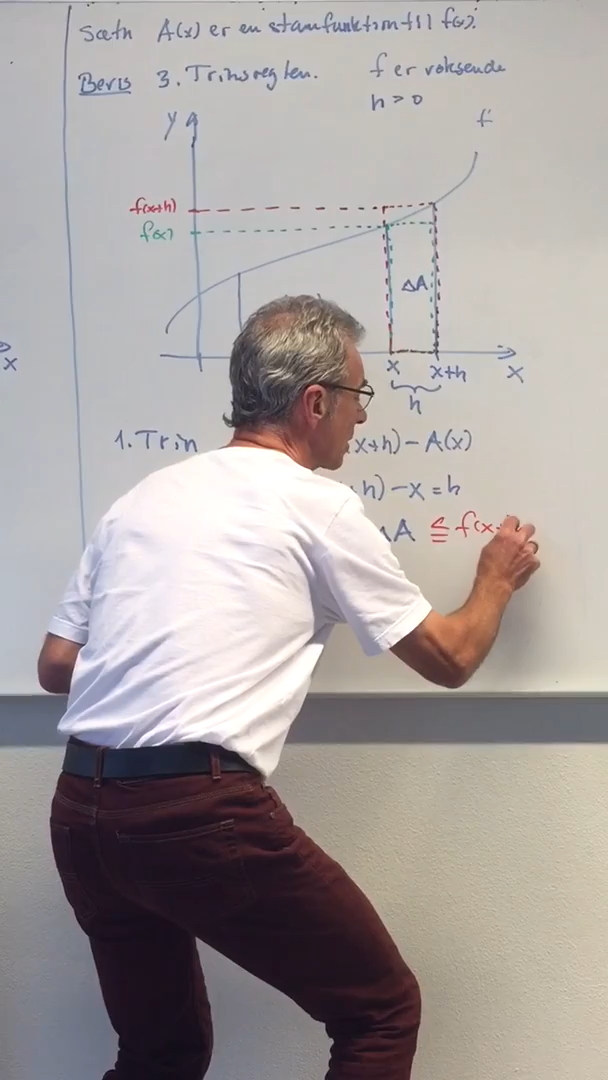 Sætn A(x) er en stamfunktion til f(x).
Bevis 3. Trinsreglen. f er voksende
h > 0
y
f
f(x+h)
f(x)
ΔA
x x+h x
h
x
1. Trin (x+h) - A(x)
h) - x = h
A ≦ f(x+